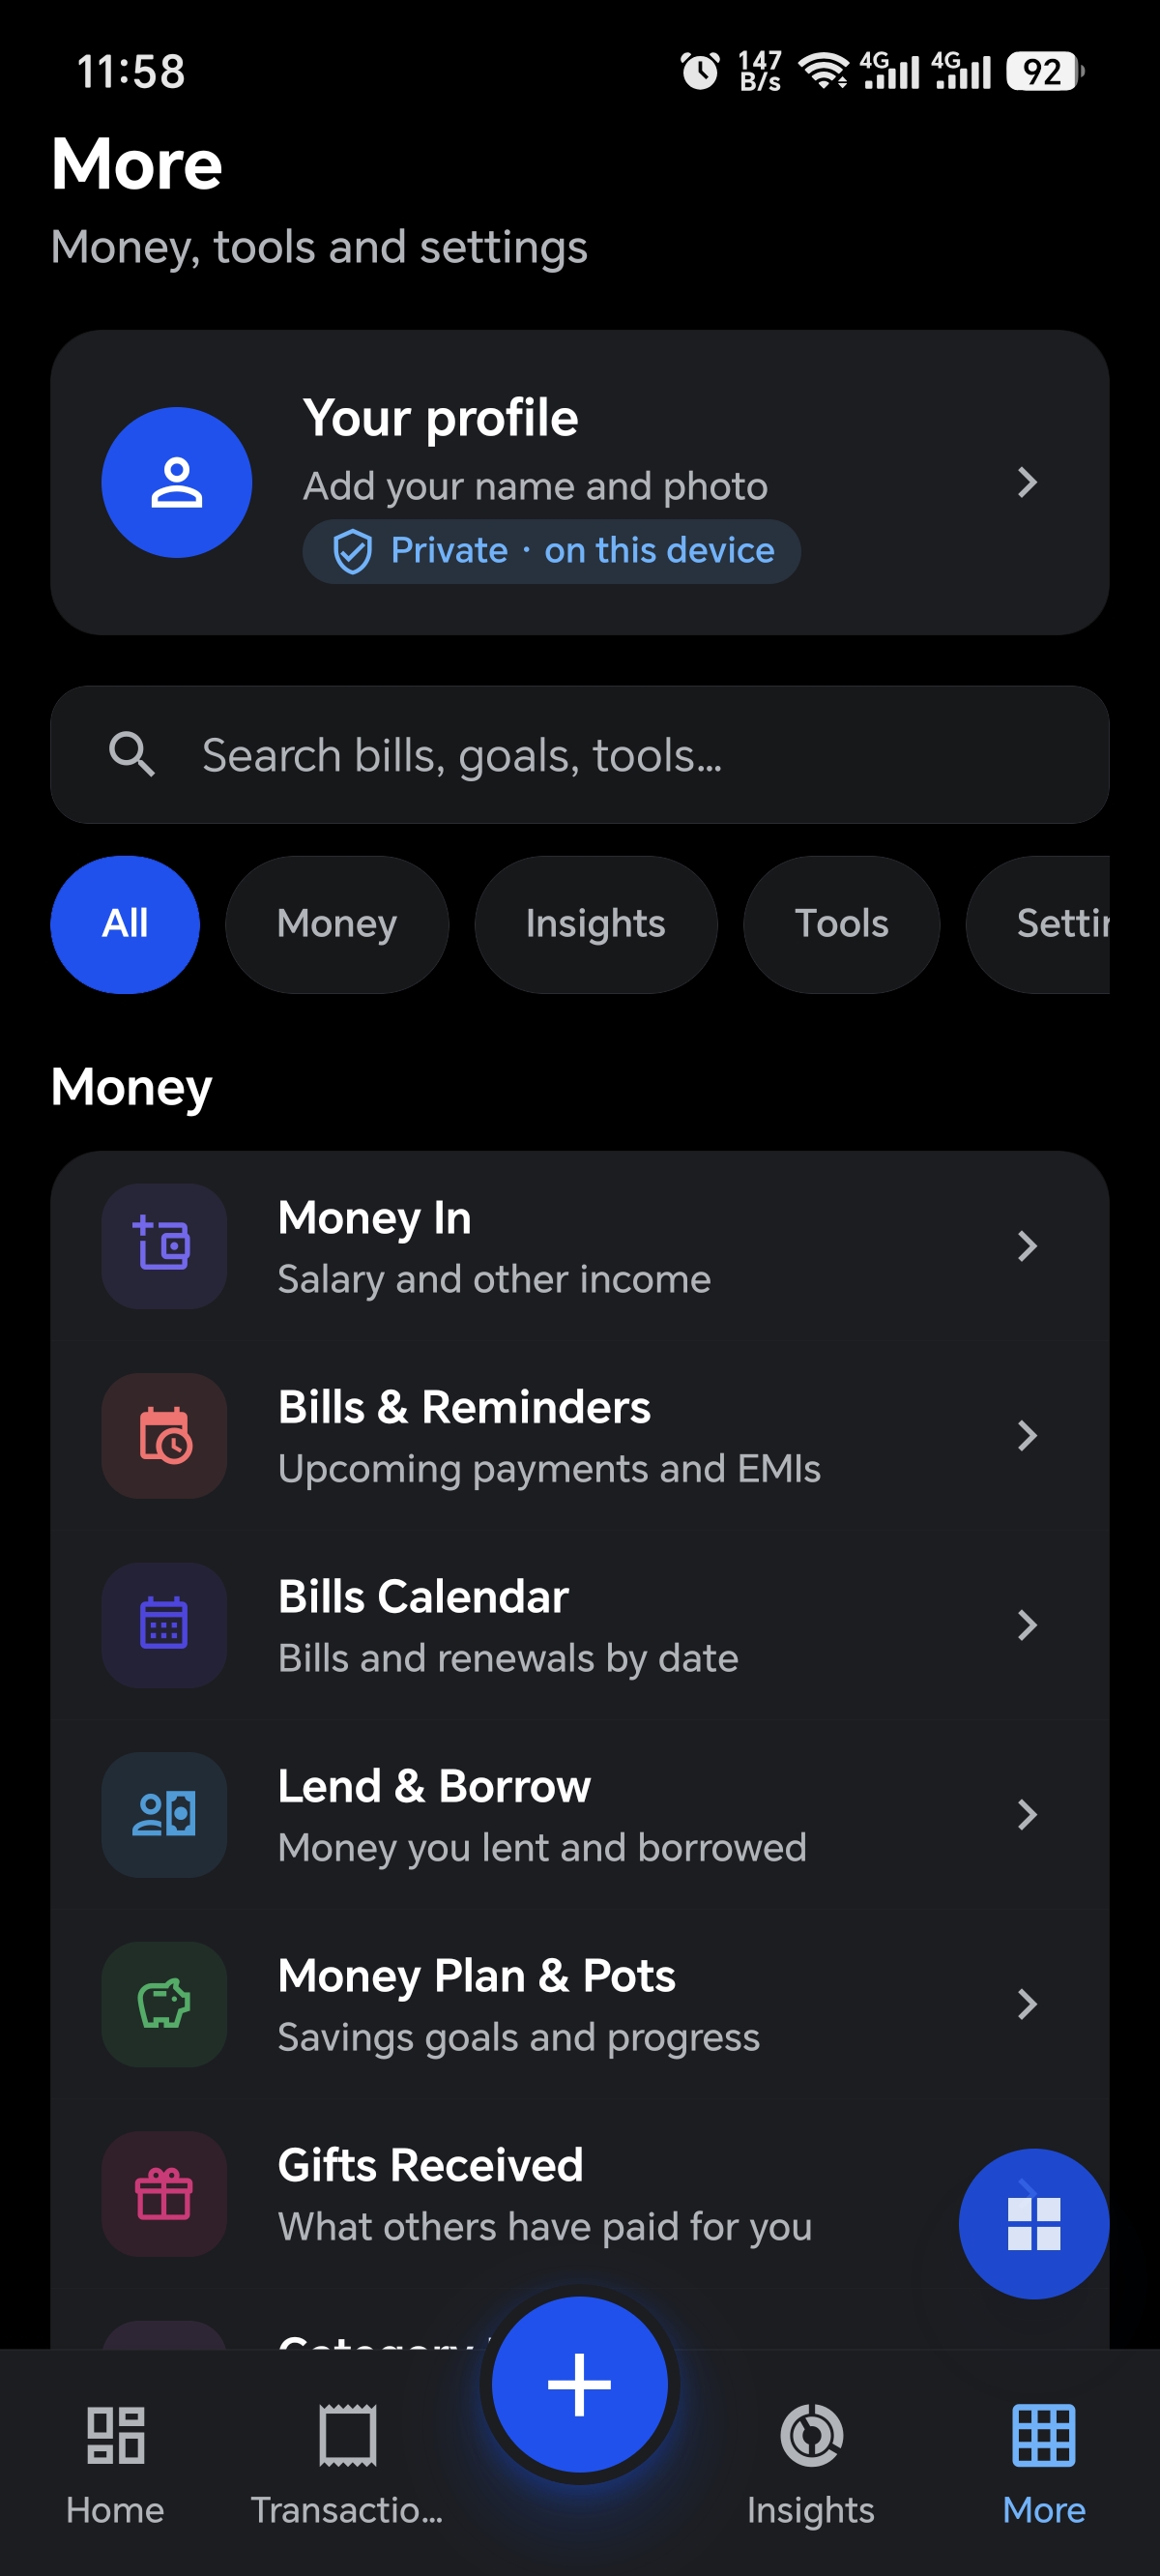 11:58
147 B/s 4G 4G 92
More
Money, tools and settings
Your profile
Add your name and photo
Private · on this device
Search bills, goals, tools...
All Money Insights Tools
Money
Money In
Salary and other income
Bills & Reminders
Upcoming payments and EMIs
Bills Calendar
Bills and renewals by date
Lend & Borrow
Money you lent and borrowed
Money Plan & Pots
Savings goals and progress
Gifts Received
What others have paid for you
Category
Home Transactio... Insights More